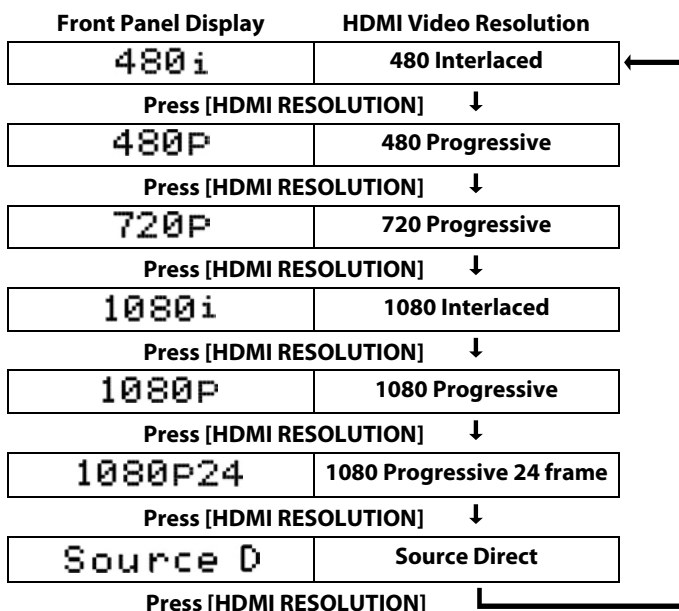 Front Panel Display HDMI Video Resolution
480i 480 Interlaced
Press [HDMI RESOLUTION]
480P 480 Progressive
Press [HDMI RESOLUTION]
720P 720 Progressive
Press [HDMI RESOLUTION]
1080i 1080 Interlaced
Press [HDMI RESOLUTION]
1080P 1080 Progressive
Press [HDMI RESOLUTION]
1080P24 1080 Progressive 24 frame
Press [HDMI RESOLUTION]
Source D Source Direct
Press [HDMI RESOLUTION]